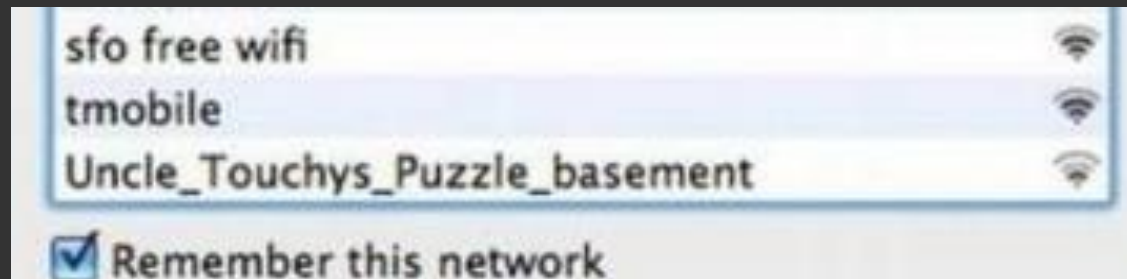 sfo free wifi
tmobile
Uncle_Touchys_Puzzle_basement
Remember this network